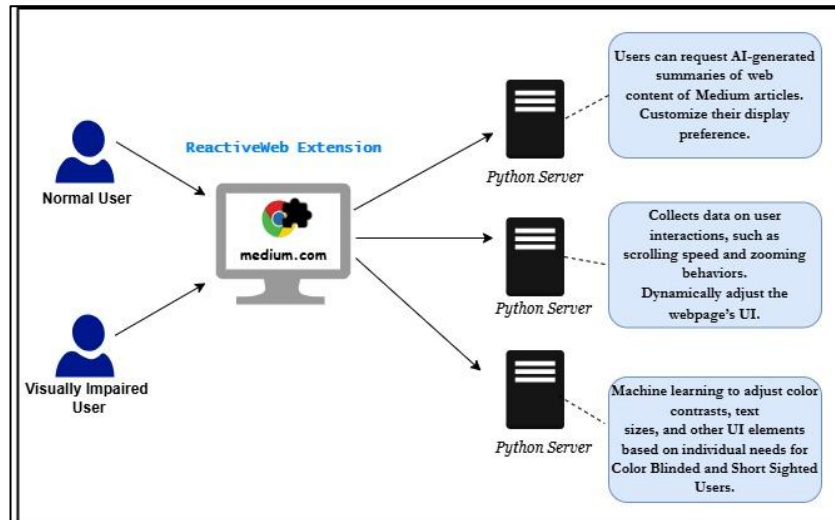 Users can request AI-generated
summaries of web
content of Medium articles.
Customize their display
preference.
ReactiveWeb Extension
Normal User
Python Server
medium.com
Collects data on user
interactions, such as
scrolling speed and zooming
behaviors.
Dynamically adjust the
webpage's UI.
Python Server
Visually Impaired
User
Machine learning to adjust color
contrasts, text
sizes, and other UI elements
based on individual needs for
Color Blinded and Short Sighted
Users.
Python Server